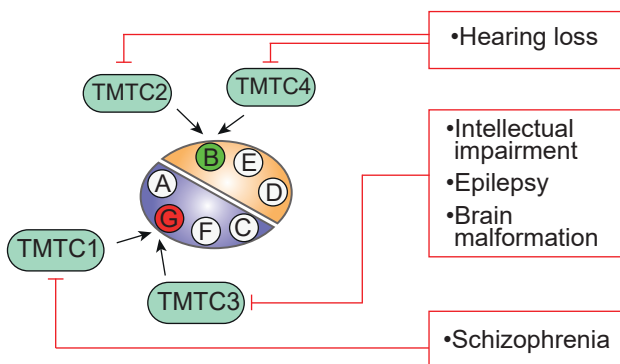 •Hearing loss
TMTC2
TMTC4
B
E
A
D
G
F
C
•Intellectual
impairment
•Epilepsy
•Brain
malformation
TMTC1
TMTC3
•Schizophrenia